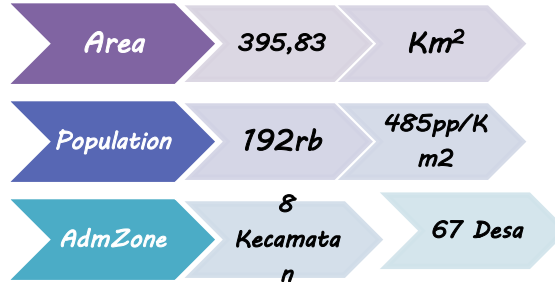 Area 395,83 Km²
Population 192rb 485pp/K
m2
AdmZone 8
Kecamata
n
67 Desa